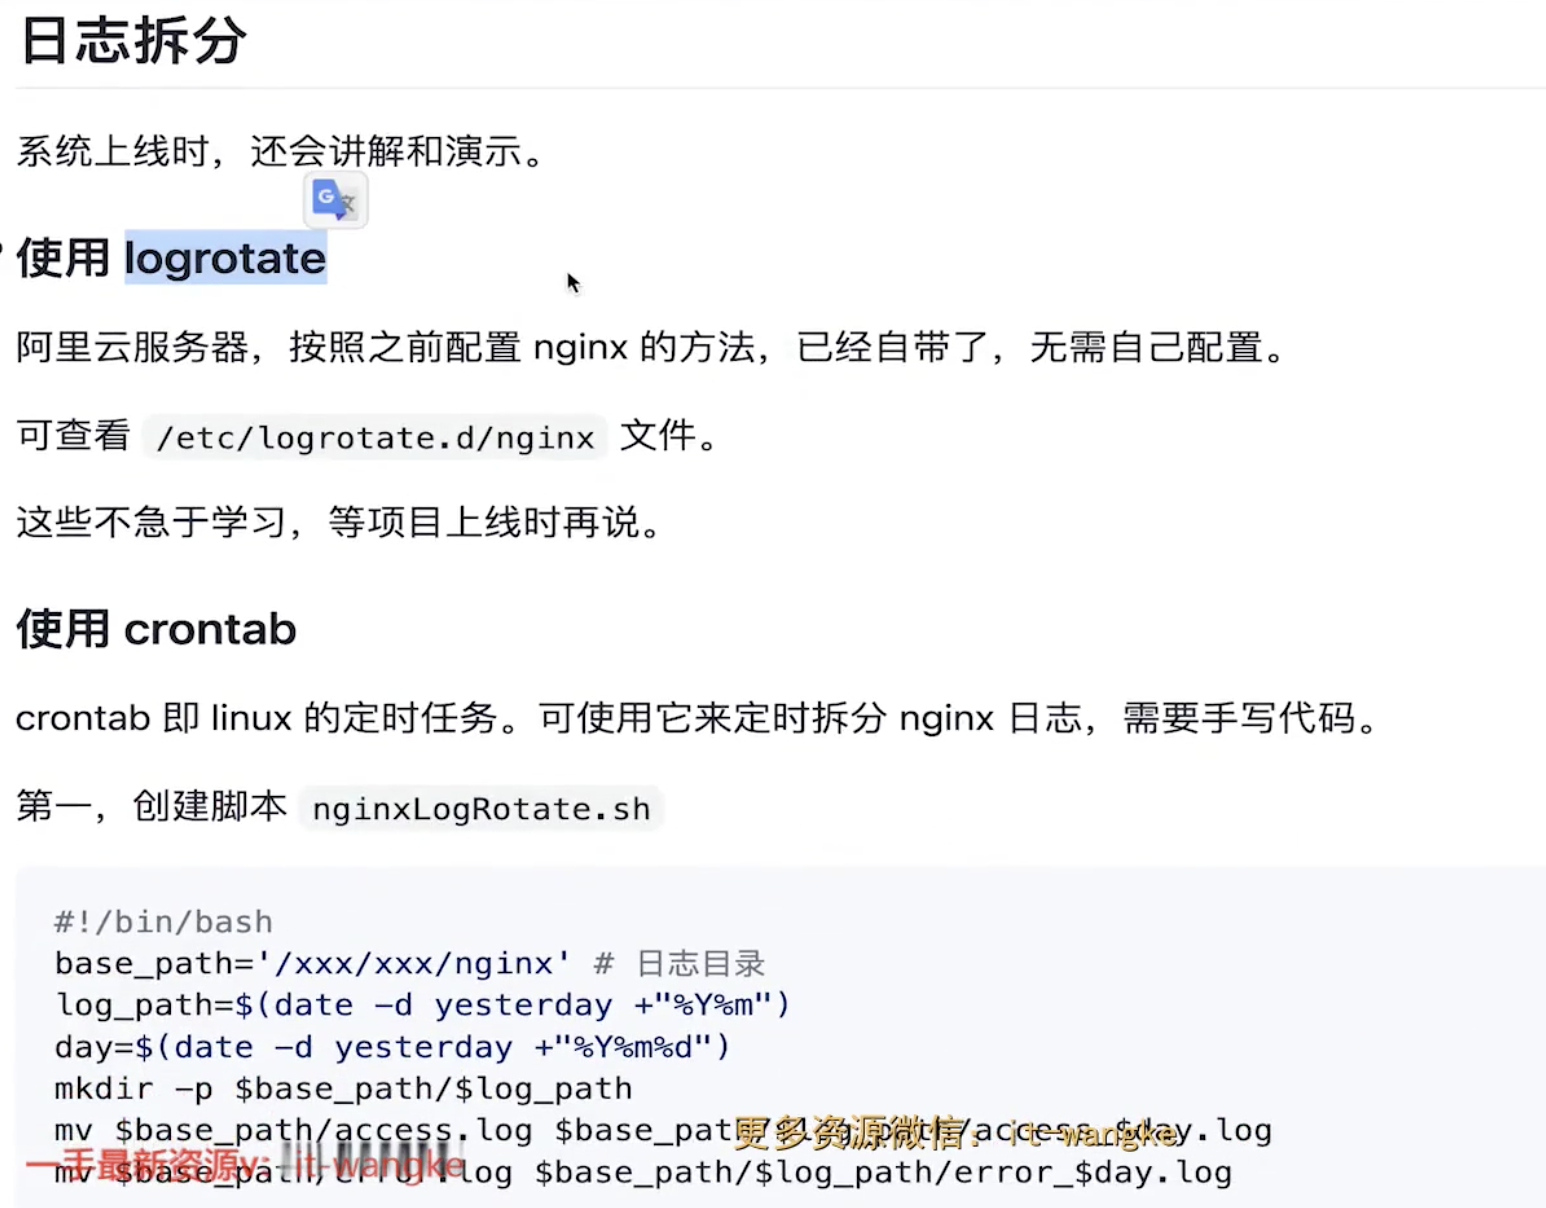 日志拆分
系统上线时，还会讲解和演示。
使用 logrotate
阿里云服务器，按照之前配置 nginx 的方法，已经自带了，无需自己配置。
可查看 /etc/logrotate.d/nginx 文件。
这些不急于学习，等项目上线时再说。
使用 crontab
crontab 即 linux 的定时任务。可使用它来定时拆分 nginx 日志，需要手写代码。
第一，创建脚本 nginxLogRotate.sh
#!/bin/bash
base_path='/xxx/xxx/nginx' # 日志目录
log_path=$(date -d yesterday +"%Y%m")
day=$(date -d yesterday +"%Y%m%d")
mkdir -p $base_path/$log_path
mv $base_path/access.log $base_path/$log_path/access_$day.log
更多资源微信：it-wangke
mv $base_path/error.log $base_path/$log_path/error_$day.log
一手最新资源v: it-wangke